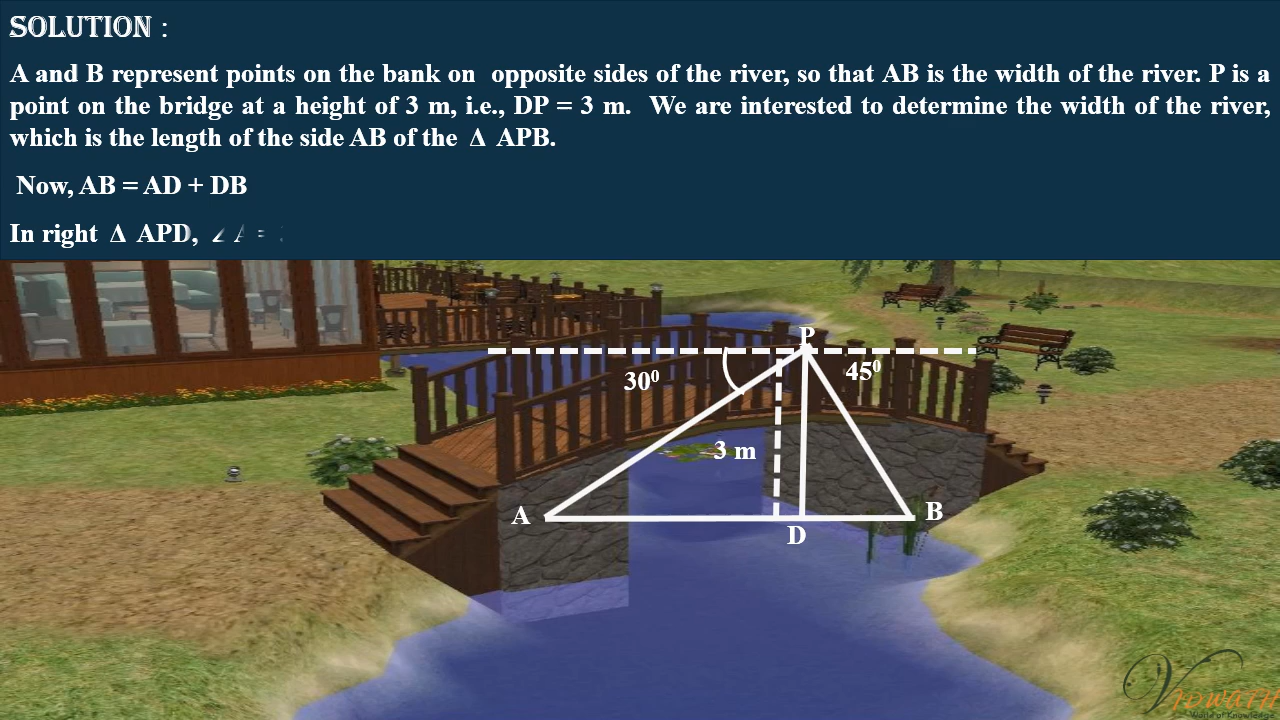 SOLUTION :
A and B represent points on the bank on opposite sides of the river, so that AB is the width of the river. P is a
point on the bridge at a height of 3 m, i.e., DP = 3 m. We are interested to determine the width of the river,
which is the length of the side AB of the Δ APB.
Now, AB = AD + DB
In right Δ APD, ∠ A =
P
30⁰
45⁰
3 m
A
B
D